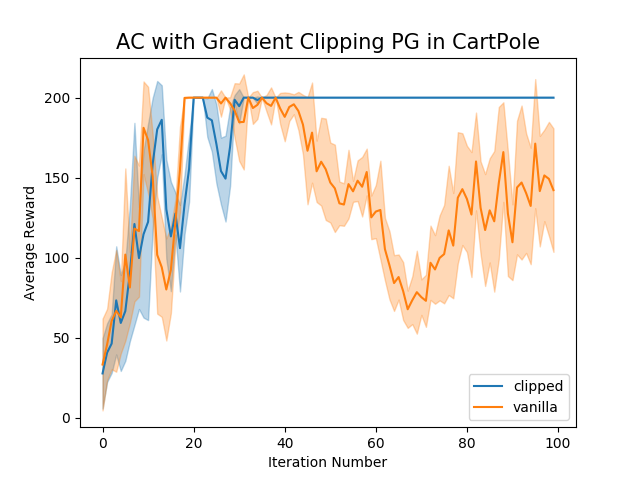 AC with Gradient Clipping PG in CartPole
Average Reward
200
150
100
50
0
clipped
vanilla
0 20 40 60 80 100
Iteration Number